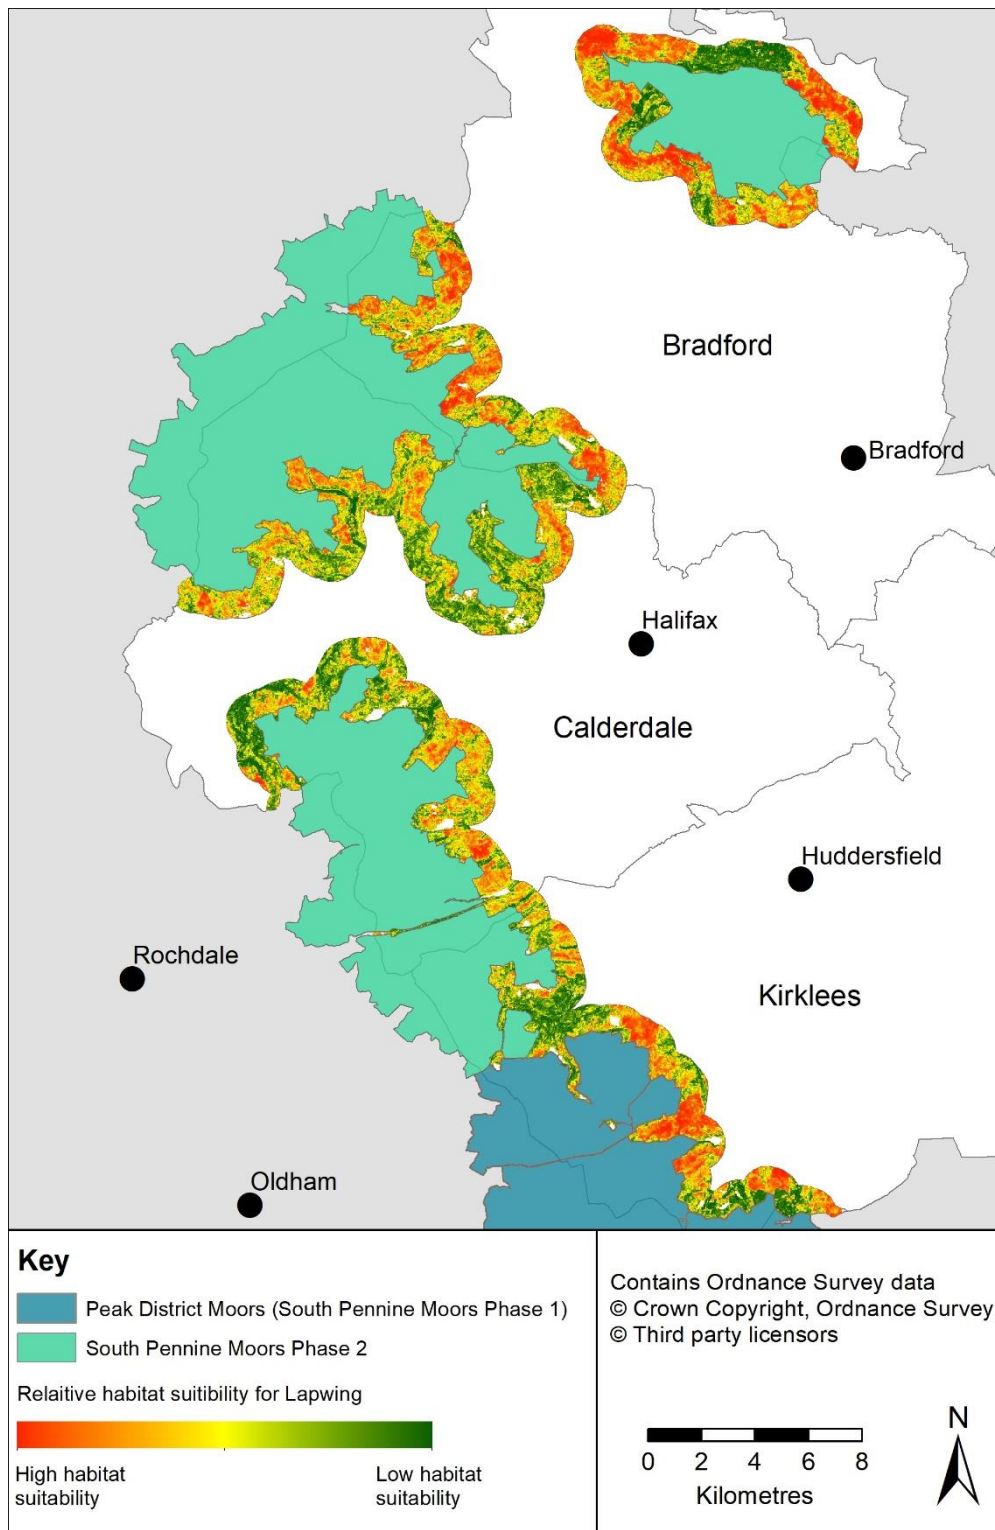 Bradford
Bradford
Halifax
Calderdale
Huddersfield
Rochdale
Kirklees
Oldham
Key
Peak District Moors (South Pennine Moors Phase 1)
South Pennine Moors Phase 2
Relaitive habitat suitibility for Lapwing
High habitat
suitability
Low habitat
suitability
Contains Ordnance Survey data
© Crown Copyright, Ordnance Survey
© Third party licensors
N
0 2 4 6 8
Kilometres